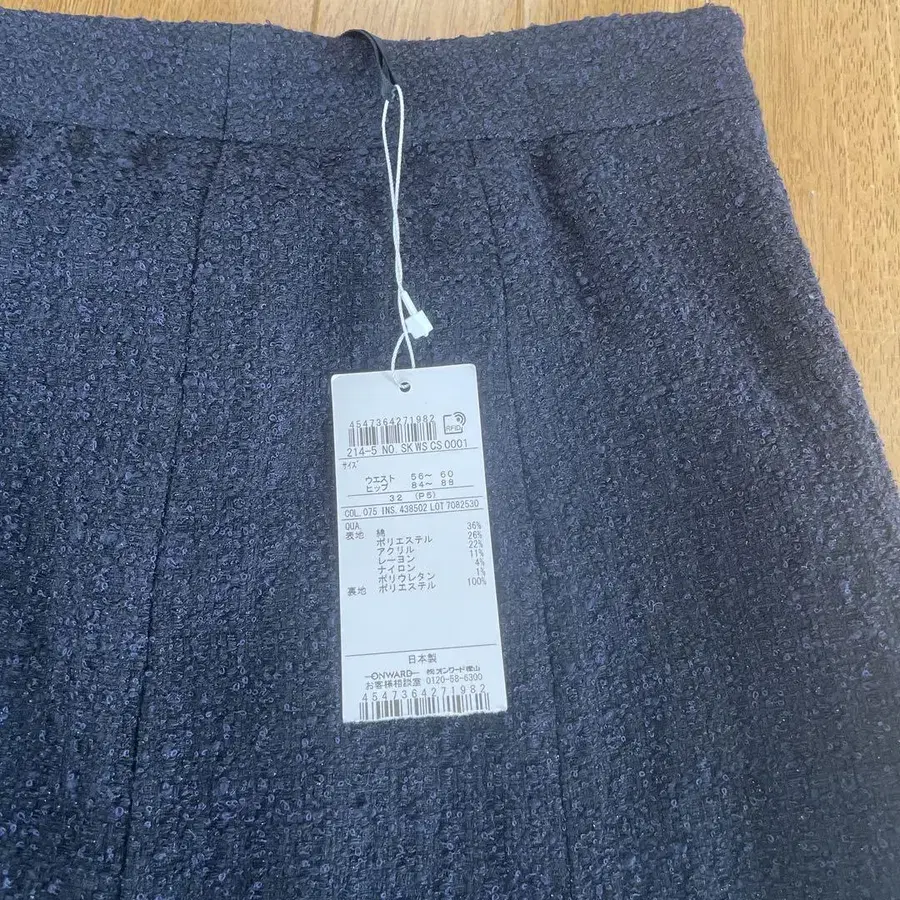 4547364271982
RFID
214-5 NO. SKWSCS0001
サイズ
ウエスト 56～ 60
ヒップ 84～ 88
32 (P5)
COL. 075 INS. 438502 LOT 7082530
QUA.
表地 綿 36%
ポリエステル 26%
アクリル 22%
レーヨン 11%
ナイロン 4%
ポリウレタン 1%
裏地 ポリエステル 100%
日本製
ONWARD ㈱オンワード樫山
お客様相談室 0120-58-6300
4547364271982